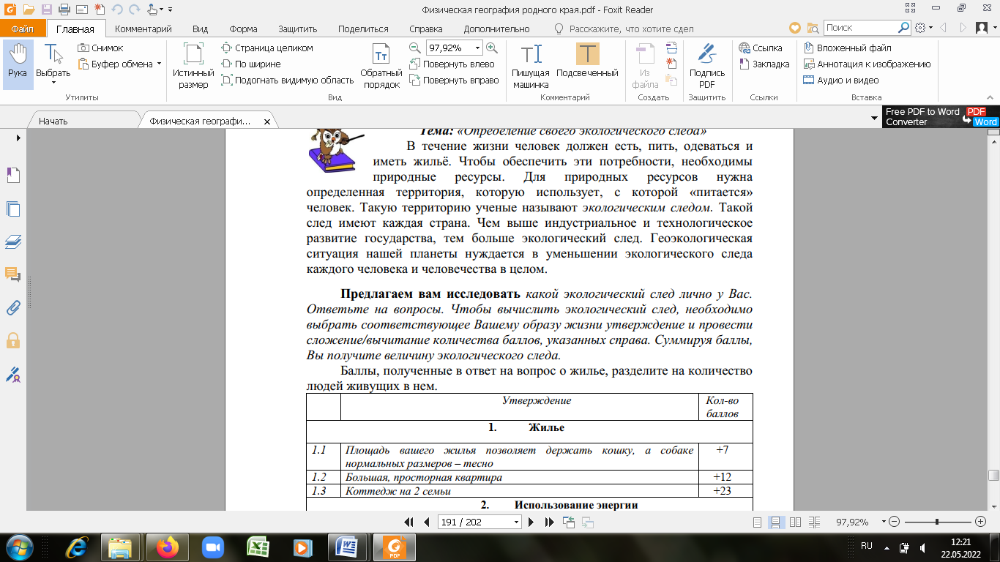 Физическая география родного края.pdf - Foxit Reader
Файл Главная Комментарий Вид Форма Защитить Поделиться Справка Дополнительно Расскажите, что хотите сдел Поиск
Рука
Выбрать
Снимок
Буфер обмена
Утилиты
Истинный размер
Страница целиком
По ширине
Подогнать видимую область
Обратный порядок
97,92%
Повернуть влево
Повернуть вправо
Вид
Пишущая машинка
Подсвеченный
Комментарий
Из файла
Создать
Подпись PDF
Защитить
Ссылка
Закладка
Ссылки
Вложенный файл
Аннотация к изображению
Аудио и видео
Вставка
Начать
Физическая географи...
Free PDF to Word
Converter
PDF
Word
Тема: «Определение своего экологического следа»
В течение жизни человек должен есть, пить, одеваться и
иметь жильё. Чтобы обеспечить эти потребности, необходимы
природные ресурсы. Для природных ресурсов нужна
определенная территория, которую использует, с которой «питается»
человек. Такую территорию ученые называют экологическим следом. Такой
след имеют каждая страна. Чем выше индустриальное и технологическое
развитие государства, тем больше экологический след. Геоэкологическая
ситуация нашей планеты нуждается в уменьшении экологического следа
каждого человека и человечества в целом.
Предлагаем вам исследовать какой экологический след лично у Вас.
Ответьте на вопросы. Чтобы вычислить экологический след, необходимо
выбрать соответствующее Вашему образу жизни утверждение и провести
сложение/вычитание количества баллов, указанных справа. Суммируя баллы,
Вы получите величину экологического следа.
Баллы, полученные в ответ на вопрос о жилье, разделите на количество
людей живущих в нем.
Утверждение Кол-во
баллов
1. Жилье
1.1 Площадь вашего жилья позволяет держать кошку, а собаке +7
нормальных размеров – тесно
1.2 Большая, просторная квартира +12
1.3 Коттедж на 2 семьи +23
2. Использование энергии
191 / 202
97,92%
PDF
RU
12:21
22.05.2022